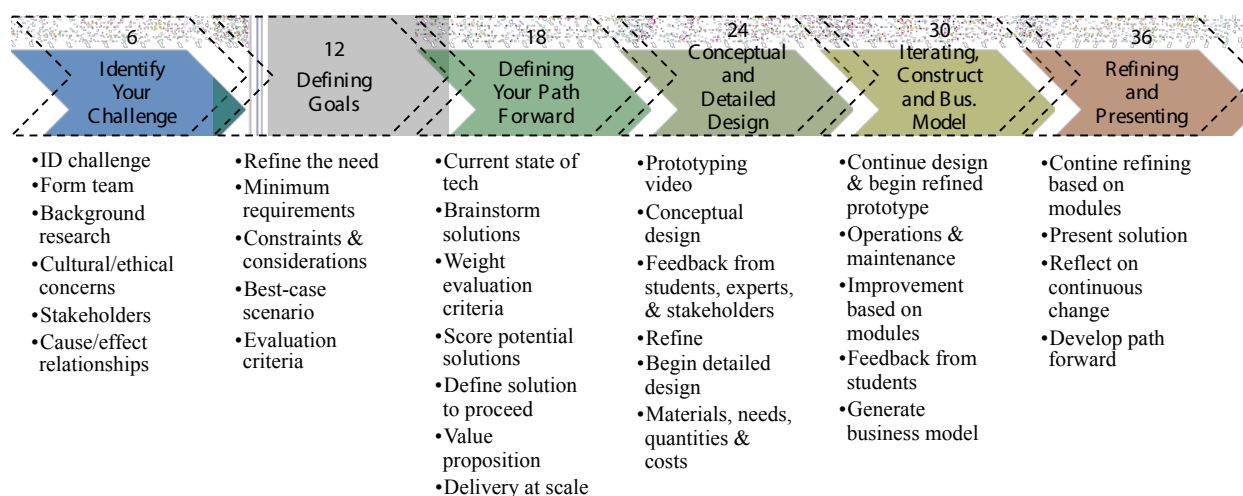 6
Identify
Your
Challenge
•ID challenge
•Form team
•Background
research
•Cultural/ethical
concerns
•Stakeholders
•Cause/effect
relationships
12
Defining
Goals
•Refine the need
•Minimum
requirements
•Constraints &
considerations
•Best-case
scenario
•Evaluation
criteria
18
Defining
Your Path
Forward
•Current state of
tech
•Brainstorm
solutions
•Weight
evaluation
criteria
•Score potential
solutions
•Define solution
to proceed
•Value
proposition
•Delivery at scale
24
Conceptual
and
Detailed
Design
•Prototyping
video
•Conceptual
design
•Feedback from
students, experts,
& stakeholders
•Refine
•Begin detailed
design
•Materials, needs,
quantities &
costs
30
Iterating,
Construct
and Bus.
Model
•Continue design
& begin refined
prototype
•Operations &
maintenance
•Improvement
based on
modules
•Feedback from
students
•Generate
business model
36
Refining
and
Presenting
•Contine refining
based on
modules
•Present solution
•Reflect on
continuous
change
•Develop path
forward